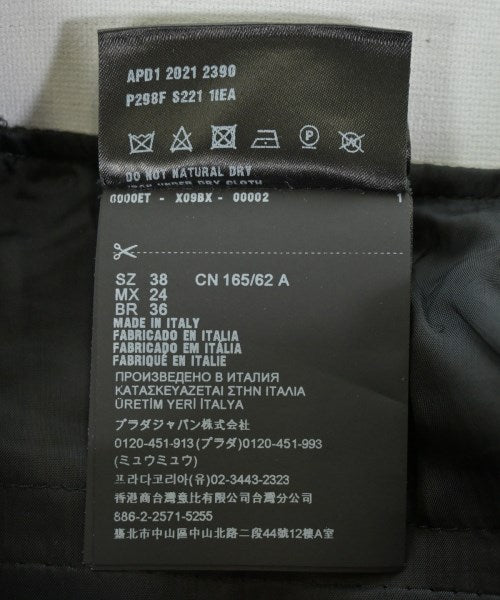 APD1 2021 2390
P298F S221 1IEA
P
DO NOT NATURAL DRY
IRON UNDER DRY CLOTH
0000ET - X09BX - 00002 1
SZ 38 CN 165/62 A
MX 24
BR 36
MADE IN ITALY
FABRICADO EN ITALIA
FABRICADO EM ITÁLIA
FABRIQUÉ EN ITALIE
ПРОИЗВЕДЕНО В ИТАЛИЯ
ΚΑΤΑΣΚΕΥΑΖΕΤΑΙ ΣΤΗΝ ΙΤΑΛΙΑ
ÜRETİM YERİ İTALYA
プラダジャパン株式会社
0120-451-913(プラダ)0120-451-993
(ミュウミュウ)
프라다코리아(유)02-3443-2323
香港商台灣意比有限公司台灣分公司
886-2-2571-5255
臺北市中山區中山北路二段44號12樓A室